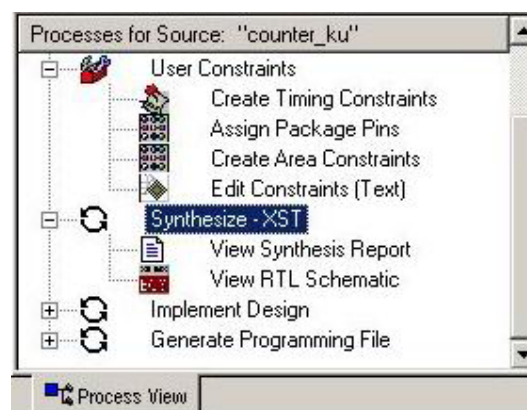 Processes for Source: "counter_ku"
User Constraints
Create Timing Constraints
Assign Package Pins
Create Area Constraints
Edit Constraints (Text)
Synthesize - XST
View Synthesis Report
View RTL Schematic
Implement Design
Generate Programming File
Process View